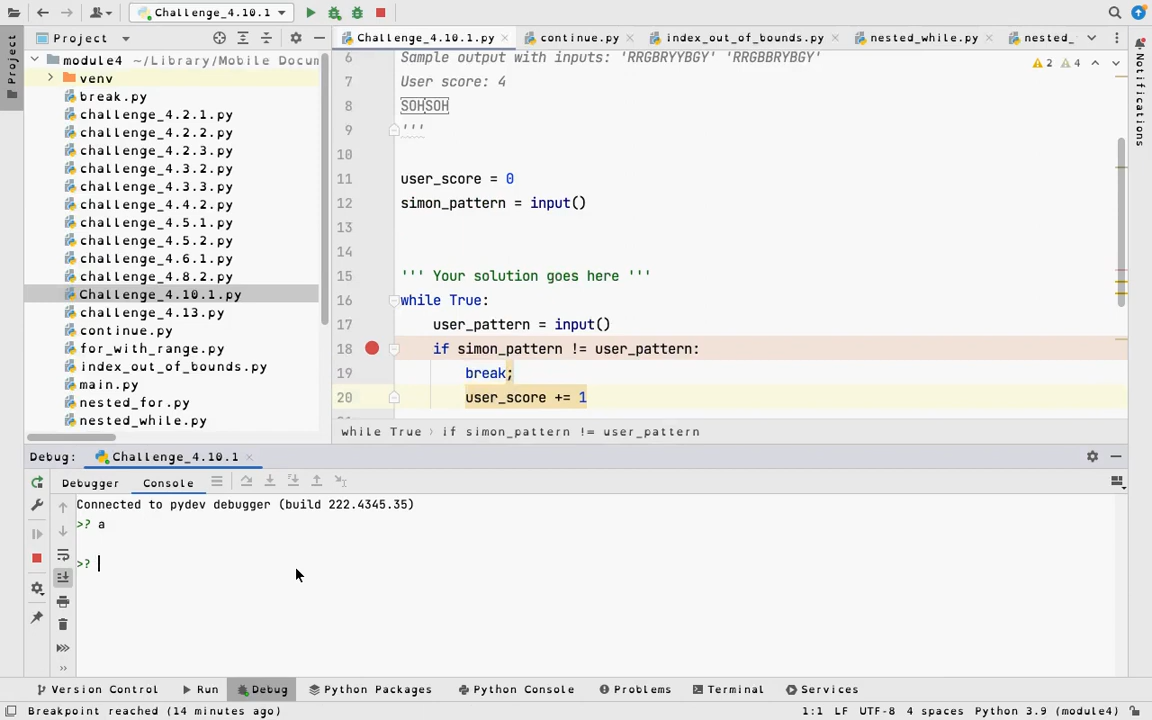 Challenge_4.10.1
Project
module4 ~/Library/Mobile Docum
venv
break.py
challenge_4.2.1.py
challenge_4.2.2.py
challenge_4.2.3.py
challenge_4.3.2.py
challenge_4.3.3.py
challenge_4.4.2.py
challenge_4.5.1.py
challenge_4.5.2.py
challenge_4.6.1.py
challenge_4.8.2.py
Challenge_4.10.1.py
challenge_4.13.py
continue.py
for_with_range.py
index_out_of_bounds.py
main.py
nested_for.py
nested_while.py
Project
Challenge_4.10.1.py
continue.py
index_out_of_bounds.py
nested_while.py
nested_
2 4
6 Sample output with inputs: 'RRGBRYYBGY' 'RRGBBRYBGY'
7 User score: 4
8 SOHSOH
9 '''
10
11 user_score = 0
12 simon_pattern = input()
13
14
15 ''' Your solution goes here '''
16 while True:
17 user_pattern = input()
18 if simon_pattern != user_pattern:
19 break;
20 user_score += 1
while True › if simon_pattern != user_pattern
Notifications
Debug: Challenge_4.10.1
Debugger Console
Connected to pydev debugger (build 222.4345.35)
>? a
>?
Version Control Run Debug Python Packages Python Console Problems Terminal Services
Breakpoint reached (14 minutes ago)
1:1 LF UTF-8 4 spaces Python 3.9 (module4)